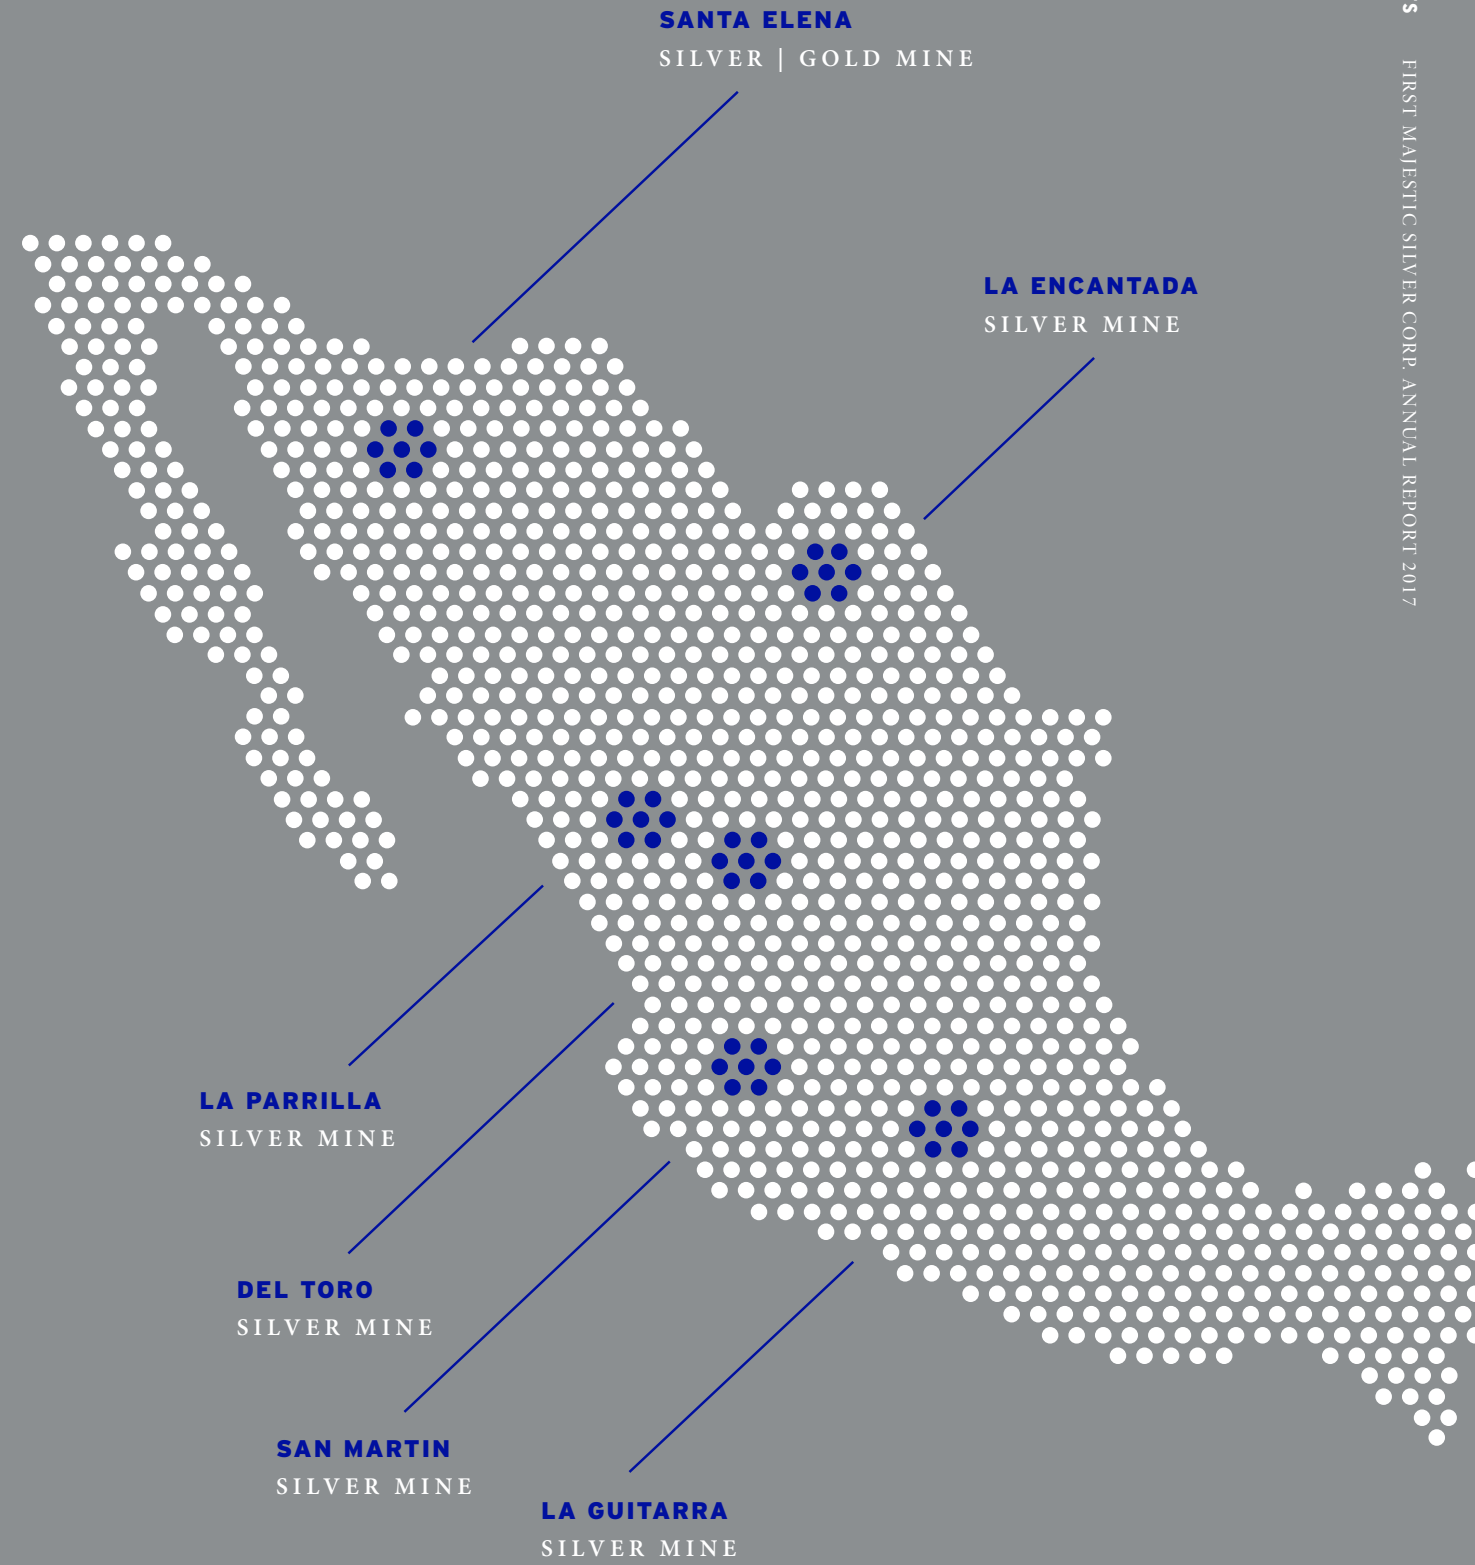 SANTA ELENA
SILVER | GOLD MINE
LA ENCANTADA
SILVER MINE
FIRST MAJESTIC SILVER CORP. ANNUAL REPORT 2017
LA PARRILLA
SILVER MINE
DEL TORO
SILVER MINE
SAN MARTIN
SILVER MINE
LA GUITARRA
SILVER MINE